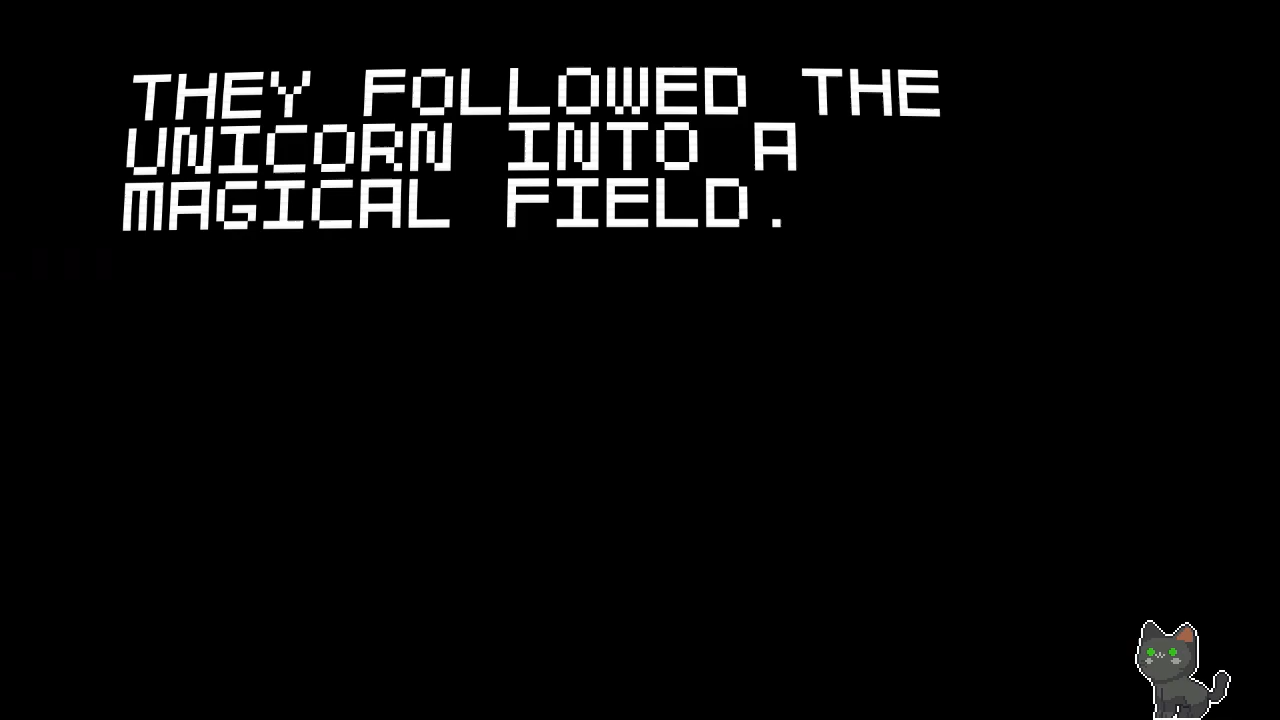 THEY FOLLOWED THE
UNICORN INTO A
MAGICAL FIELD.